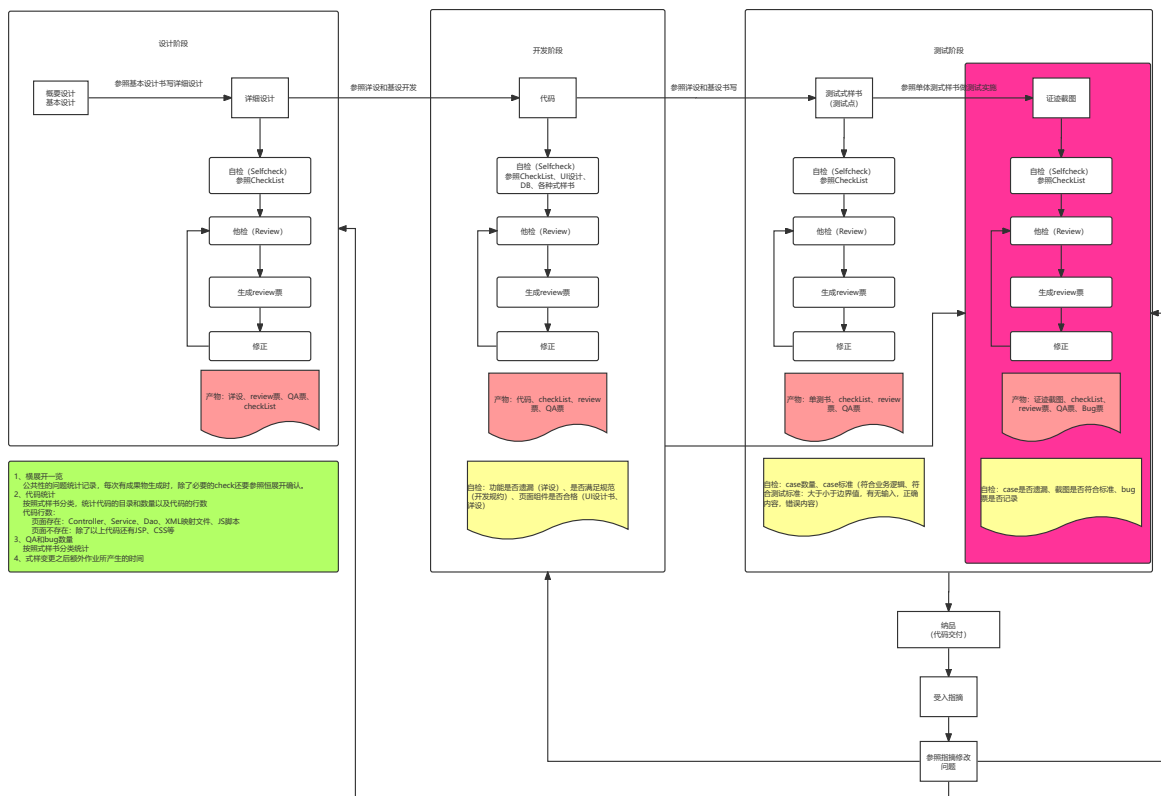 设计阶段
概要设计
基本设计
参照基本设计书写详细设计
详细设计
自检（Selfcheck）
参照CheckList
他检（Review）
生成review票
修正
产物：详设、review票、QA票、
checkList
1、横展开一览
公共性的问题统计记录，每次有成果物生成时，除了必要的check还要参照恒展开确认。
2、代码统计
按照式样书分类，统计代码的目录和数量以及代码的行数
代码行数：
页面存在：Controller、Service、Dao、XML映射文件、JS脚本
页面不存在：除了以上代码还有JSP、CSS等
3、QA和bug数量
按照式样书分类统计
4、式样变更之后额外作业所产生的时间
参照详设和基设开发
开发阶段
代码
自检（Selfcheck）
参照CheckList、UI设计、
DB、各种式样书
他检（Review）
生成review票
修正
产物：代码、checkList、review
票、QA票
自检：功能是否遗漏（详设）、是否满足规范
（开发规约）、页面组件是否合格（UI设计书、
详设）
参照详设和基设书写
测试阶段
测试式样书
（测试点）
自检（Selfcheck）
参照CheckList
他检（Review）
生成review票
修正
产物：单测书、checkList、review
票、QA票
自检：case数量、case标准（符合业务逻辑、符
合测试标准：大于小于边界值，有无输入，正确
内容，错误内容）
参照单体测式样书做测试实施
证迹截图
自检（Selfcheck）
参照CheckList
他检（Review）
生成review票
修正
产物：证迹截图、checkList、
review票、QA票、Bug票
自检：case是否遗漏、截图是否符合标准、bug
票是否记录
纳品
（代码交付）
受入指摘
参照指摘修改
问题